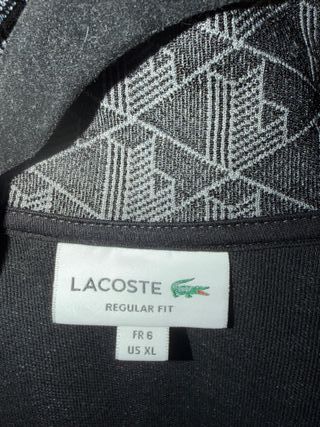 LACOSTE
REGULAR FIT
FR 6
US XL